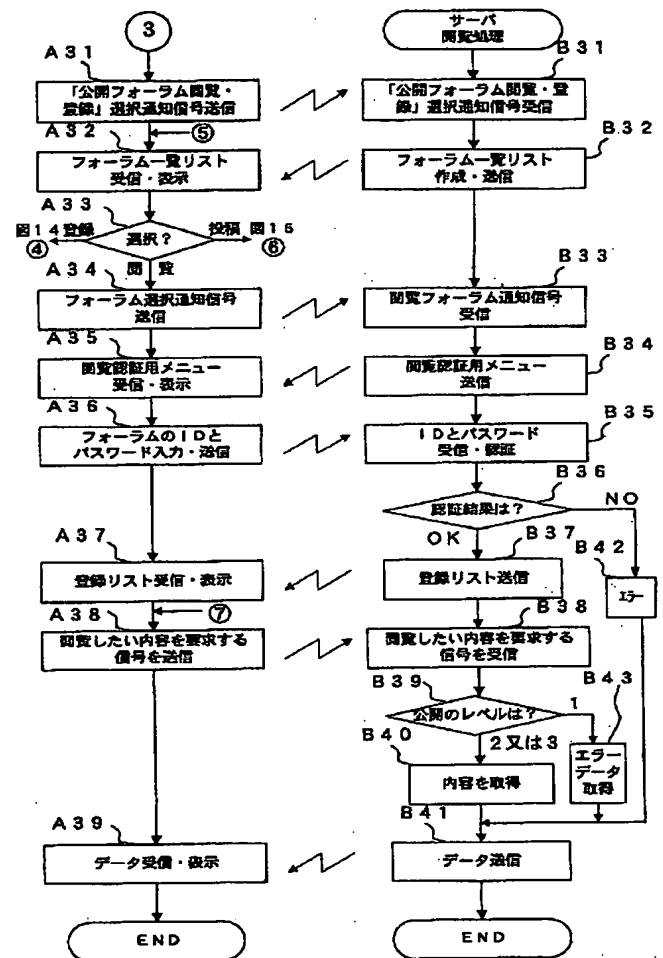 ③
A31
「公開フォーラム閲覧・
登録」選択通知信号送信
A32
⑤
フォーラム一覧リスト
受信・表示
A33
図14登録
④
選択?
投稿 図15
⑥
閲覧
A34
フォーラム選択通知信号
送信
A35
閲覧認証用メニュー
受信・表示
A36
フォーラムのIDと
パスワード入力・送信
A37
登録リスト受信・表示
A38
⑦
閲覧したい内容を要求する
信号を送信
A39
データ受信・表示
END
サーバ
閲覧処理
B31
「公開フォーラム閲覧・登
録」選択通知信号受信
B32
フォーラム一覧リスト
作成・送信
B33
閲覧フォーラム通知信号
受信
B34
閲覧認証用メニュー
送信
B35
IDとパスワード
受信・認証
B36
認証結果は?
NO
OK
B37
B42
登録リスト送信
エラー
B38
閲覧したい内容を要求する
信号を受信
B39
B43
公開のレベルは?
1
B40
2又は3
内容を取得
エラー
データ
取得
B41
データ送信
END